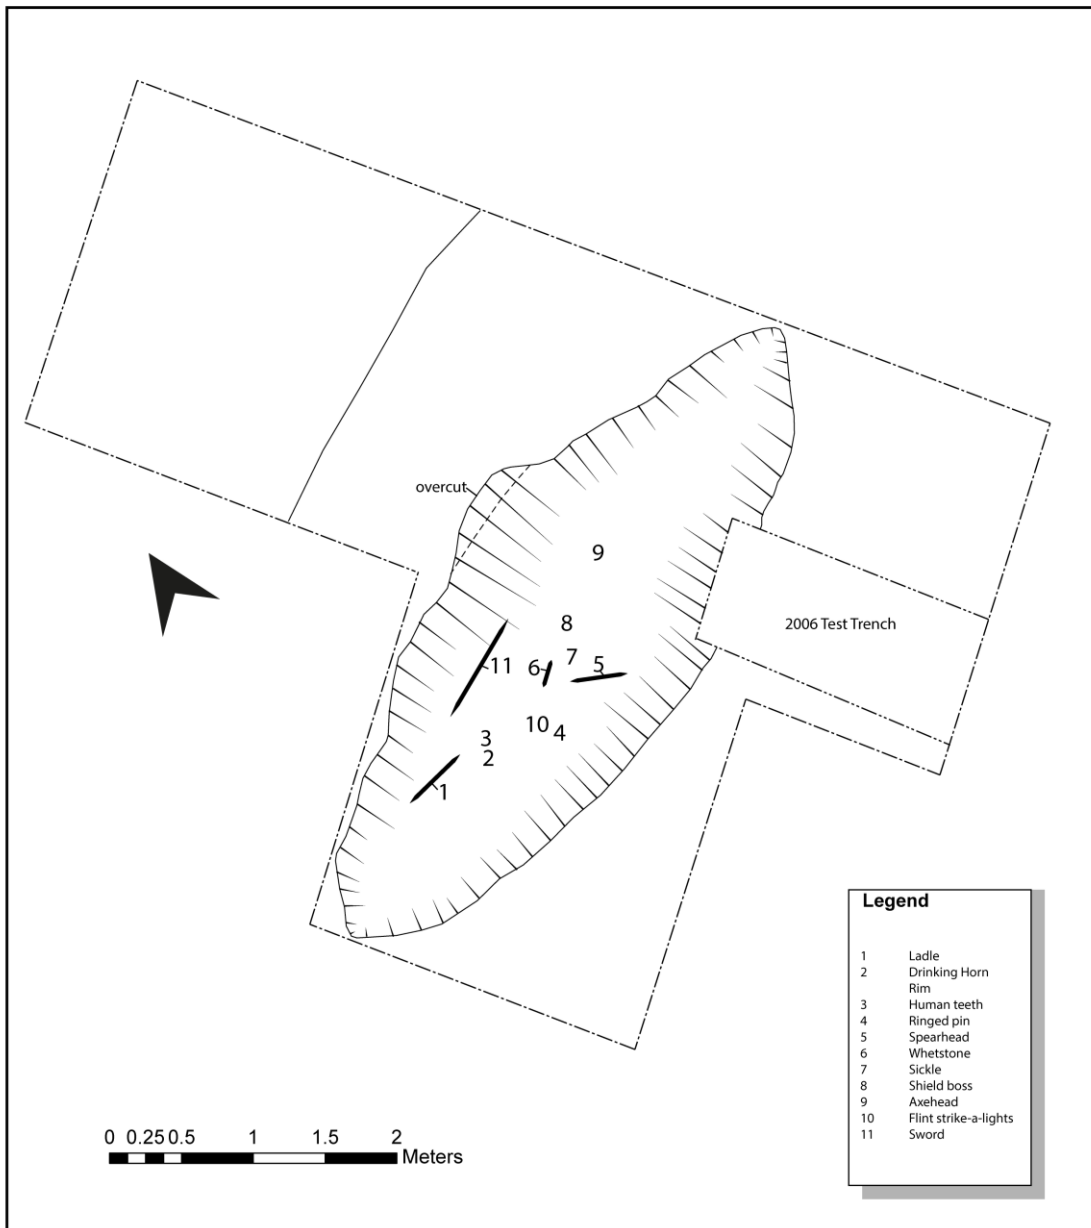 overcut
9
8
2006 Test Trench
7
5
6
11
10
4
3
2
1
Legend
1 Ladle
2 Drinking Horn
Rim
3 Human teeth
4 Ringed pin
5 Spearhead
6 Whetstone
7 Sickle
8 Shield boss
9 Axehead
10 Flint strike-a-lights
11 Sword
0 0.25 0.5 1 1.5 2
Meters